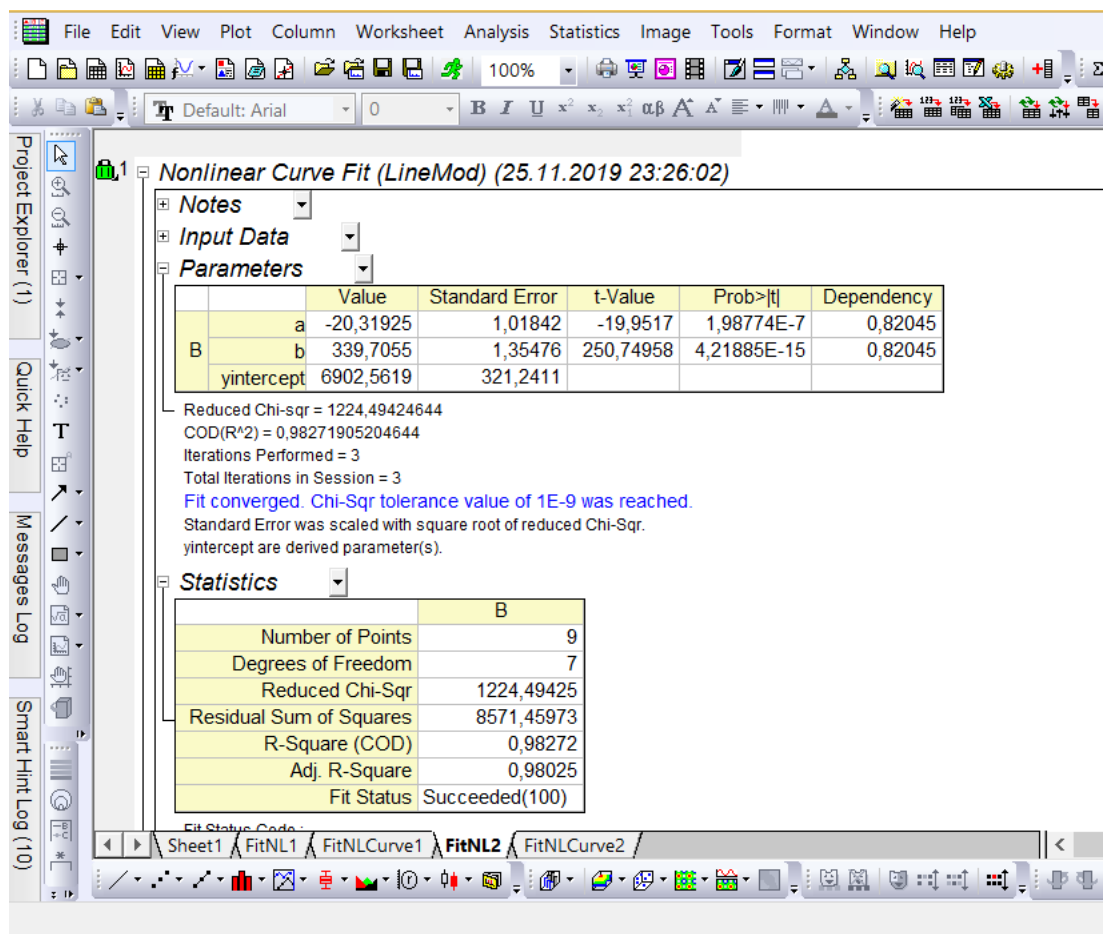 File Edit View Plot Column Worksheet Analysis Statistics Image Tools Format Window Help
100%
Default: Arial 0 B I U x² x₂ αβ A A A
Project Explorer (1)
Quick Help
Messages Log
Smart Hint Log (10)
T
1
Nonlinear Curve Fit (LineMod) (25.11.2019 23:26:02)
Notes
Input Data
Parameters
Value Standard Error t-Value Prob>|t| Dependency
B a -20,31925 1,01842 -19,9517 1,98774E-7 0,82045
b 339,7055 1,35476 250,74958 4,21885E-15 0,82045
yintercept 6902,5619 321,2411
Reduced Chi-sqr = 1224,49424644
COD(R^2) = 0,98271905204644
Iterations Performed = 3
Total Iterations in Session = 3
Fit converged. Chi-Sqr tolerance value of 1E-9 was reached.
Standard Error was scaled with square root of reduced Chi-Sqr.
yintercept are derived parameter(s).
Statistics
B
Number of Points 9
Degrees of Freedom 7
Reduced Chi-Sqr 1224,49425
Residual Sum of Squares 8571,45973
R-Square (COD) 0,98272
Adj. R-Square 0,98025
Fit Status Succeeded(100)
Fit Status Code :
Sheet1 FitNL1 FitNLCurve1 FitNL2 FitNLCurve2